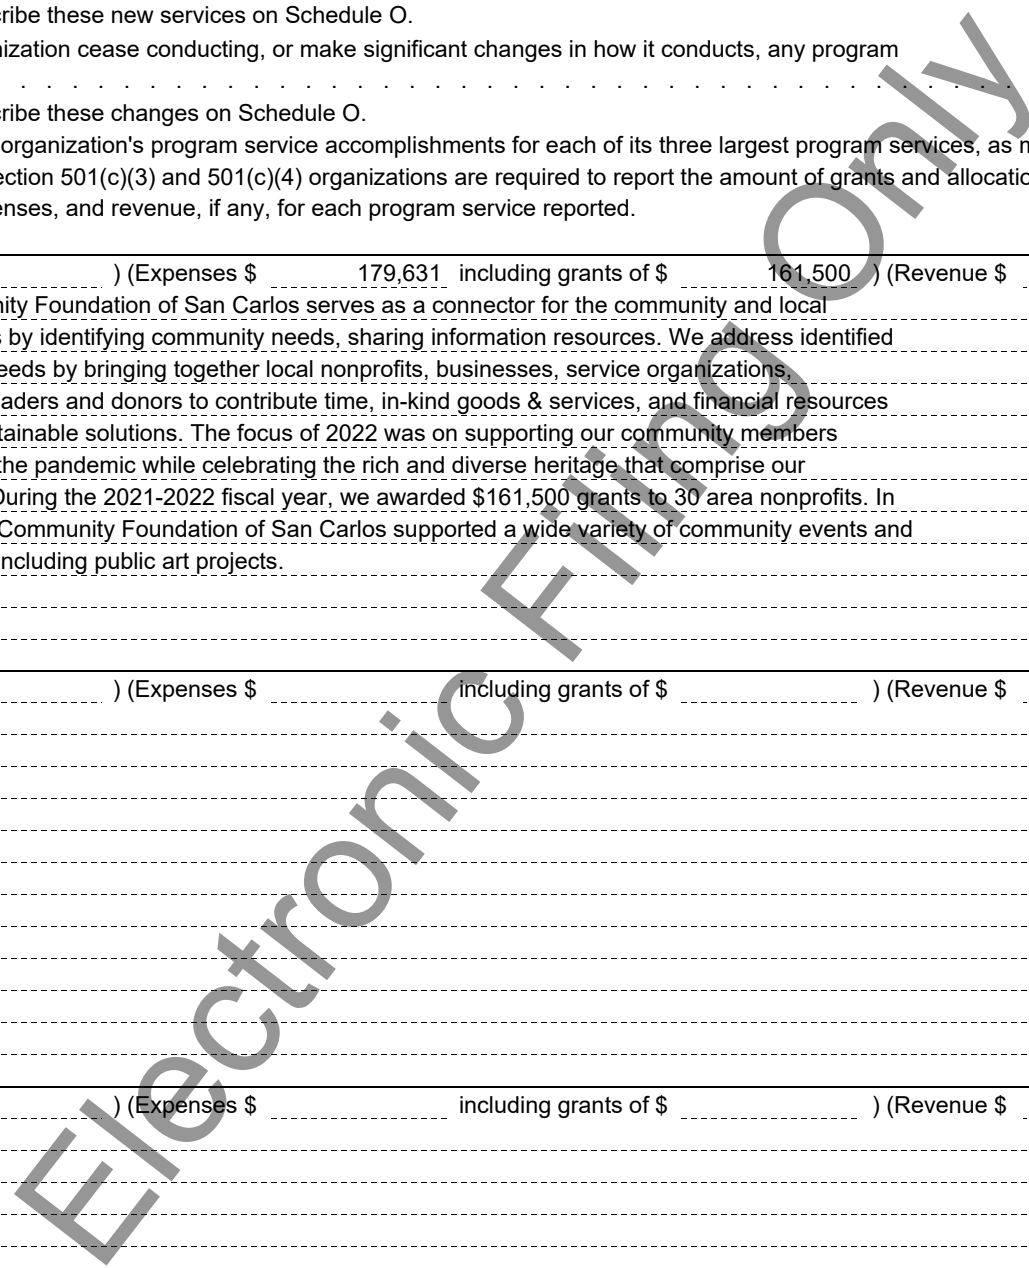 cribe these new services on Schedule O.
nization cease conducting, or make significant changes in how it conducts, any program
. . . . . . . . . . . . . . . . . . . . . . . . . . . . . . . . . . . . . . .
cribe these changes on Schedule O.
organization's program service accomplishments for each of its three largest program services, as m
ection 501(c)(3) and 501(c)(4) organizations are required to report the amount of grants and allocatio
enses, and revenue, if any, for each program service reported.
) (Expenses $ 179,631 including grants of $ 161,500 ) (Revenue $
nity Foundation of San Carlos serves as a connector for the community and local
s by identifying community needs, sharing information resources. We address identified
eeds by bringing together local nonprofits, businesses, service organizations,
aders and donors to contribute time, in-kind goods & services, and financial resources
tainable solutions. The focus of 2022 was on supporting our community members
the pandemic while celebrating the rich and diverse heritage that comprise our
During the 2021-2022 fiscal year, we awarded $161,500 grants to 30 area nonprofits. In
Community Foundation of San Carlos supported a wide variety of community events and
ncluding public art projects.
) (Expenses $ including grants of $ ) (Revenue $
) (Expenses $ including grants of $ ) (Revenue $
Electronic Filing Only